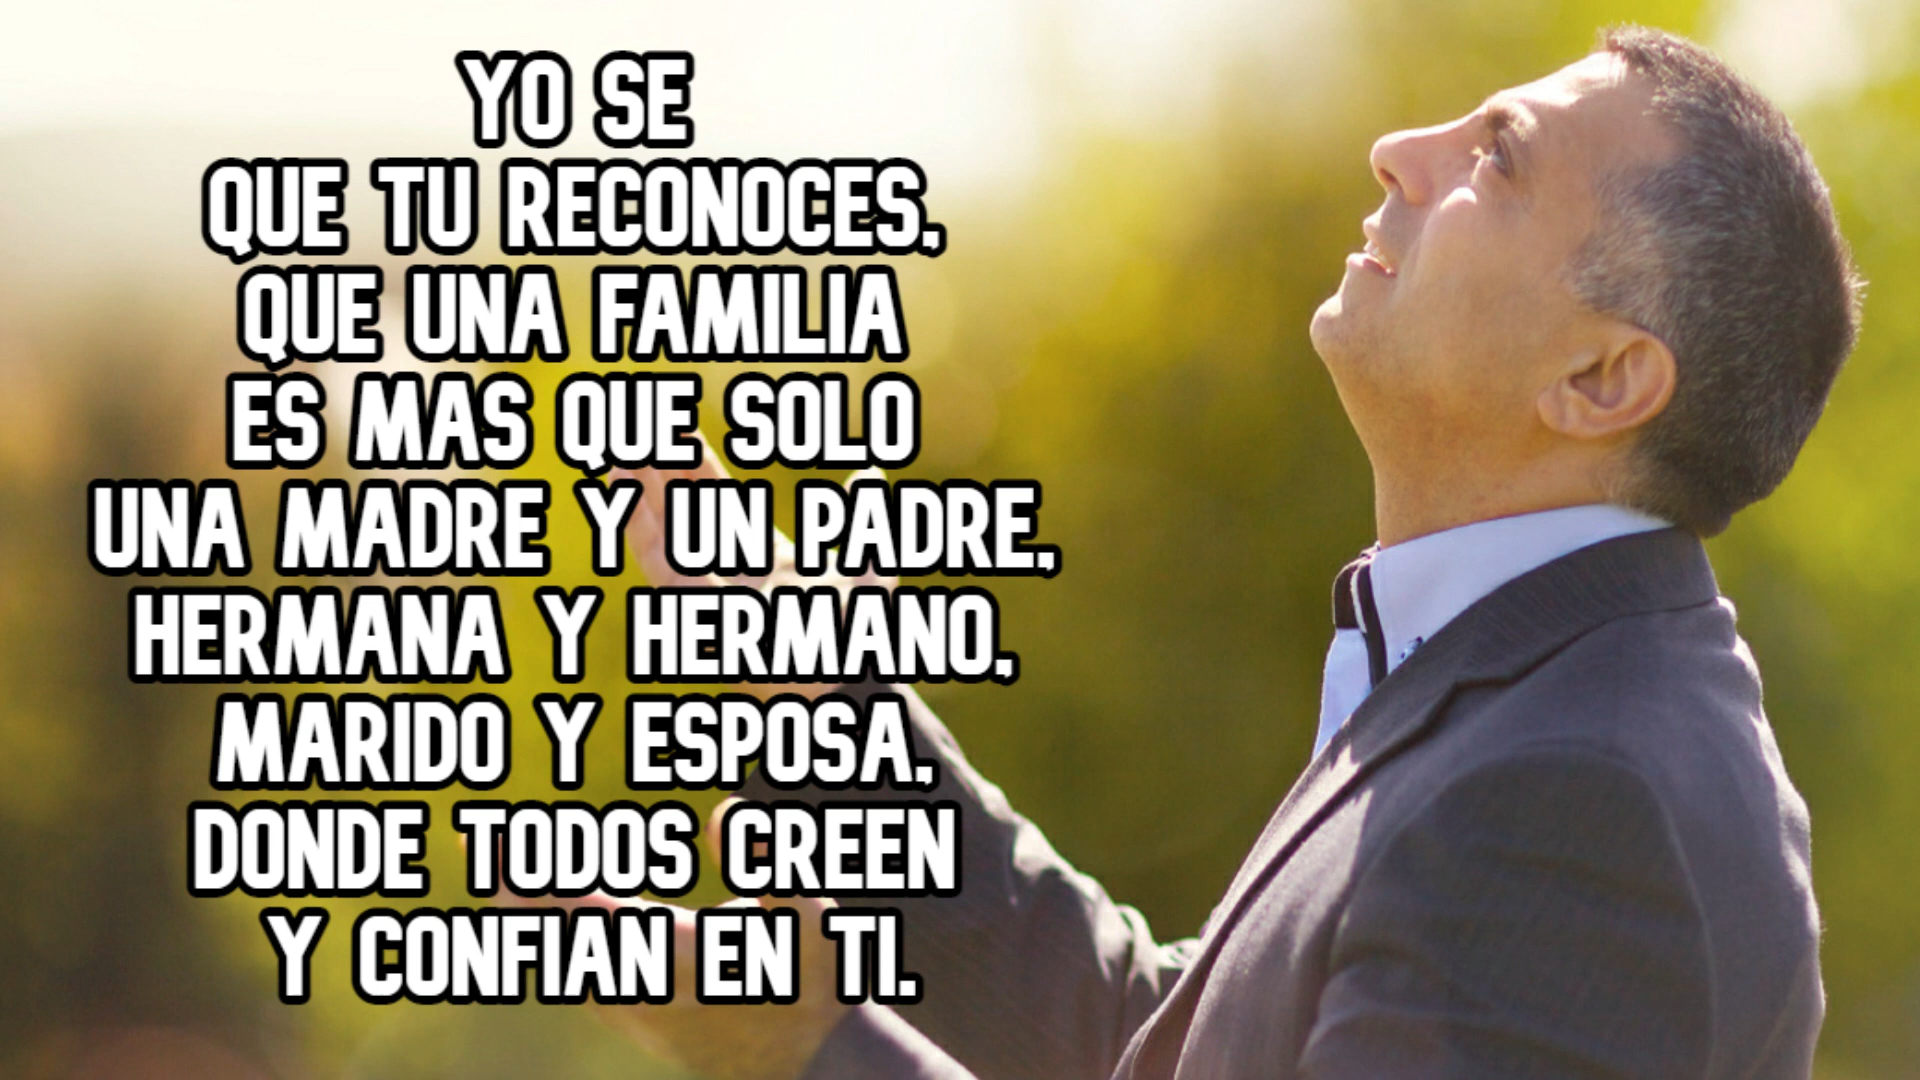 YO SE
QUE TU RECONOCES,
QUE UNA FAMILIA
ES MAS QUE SOLO
UNA MADRE Y UN PADRE,
HERMANA Y HERMANO,
MARIDO Y ESPOSA,
DONDE TODOS CREEN
Y CONFIAN EN TI.